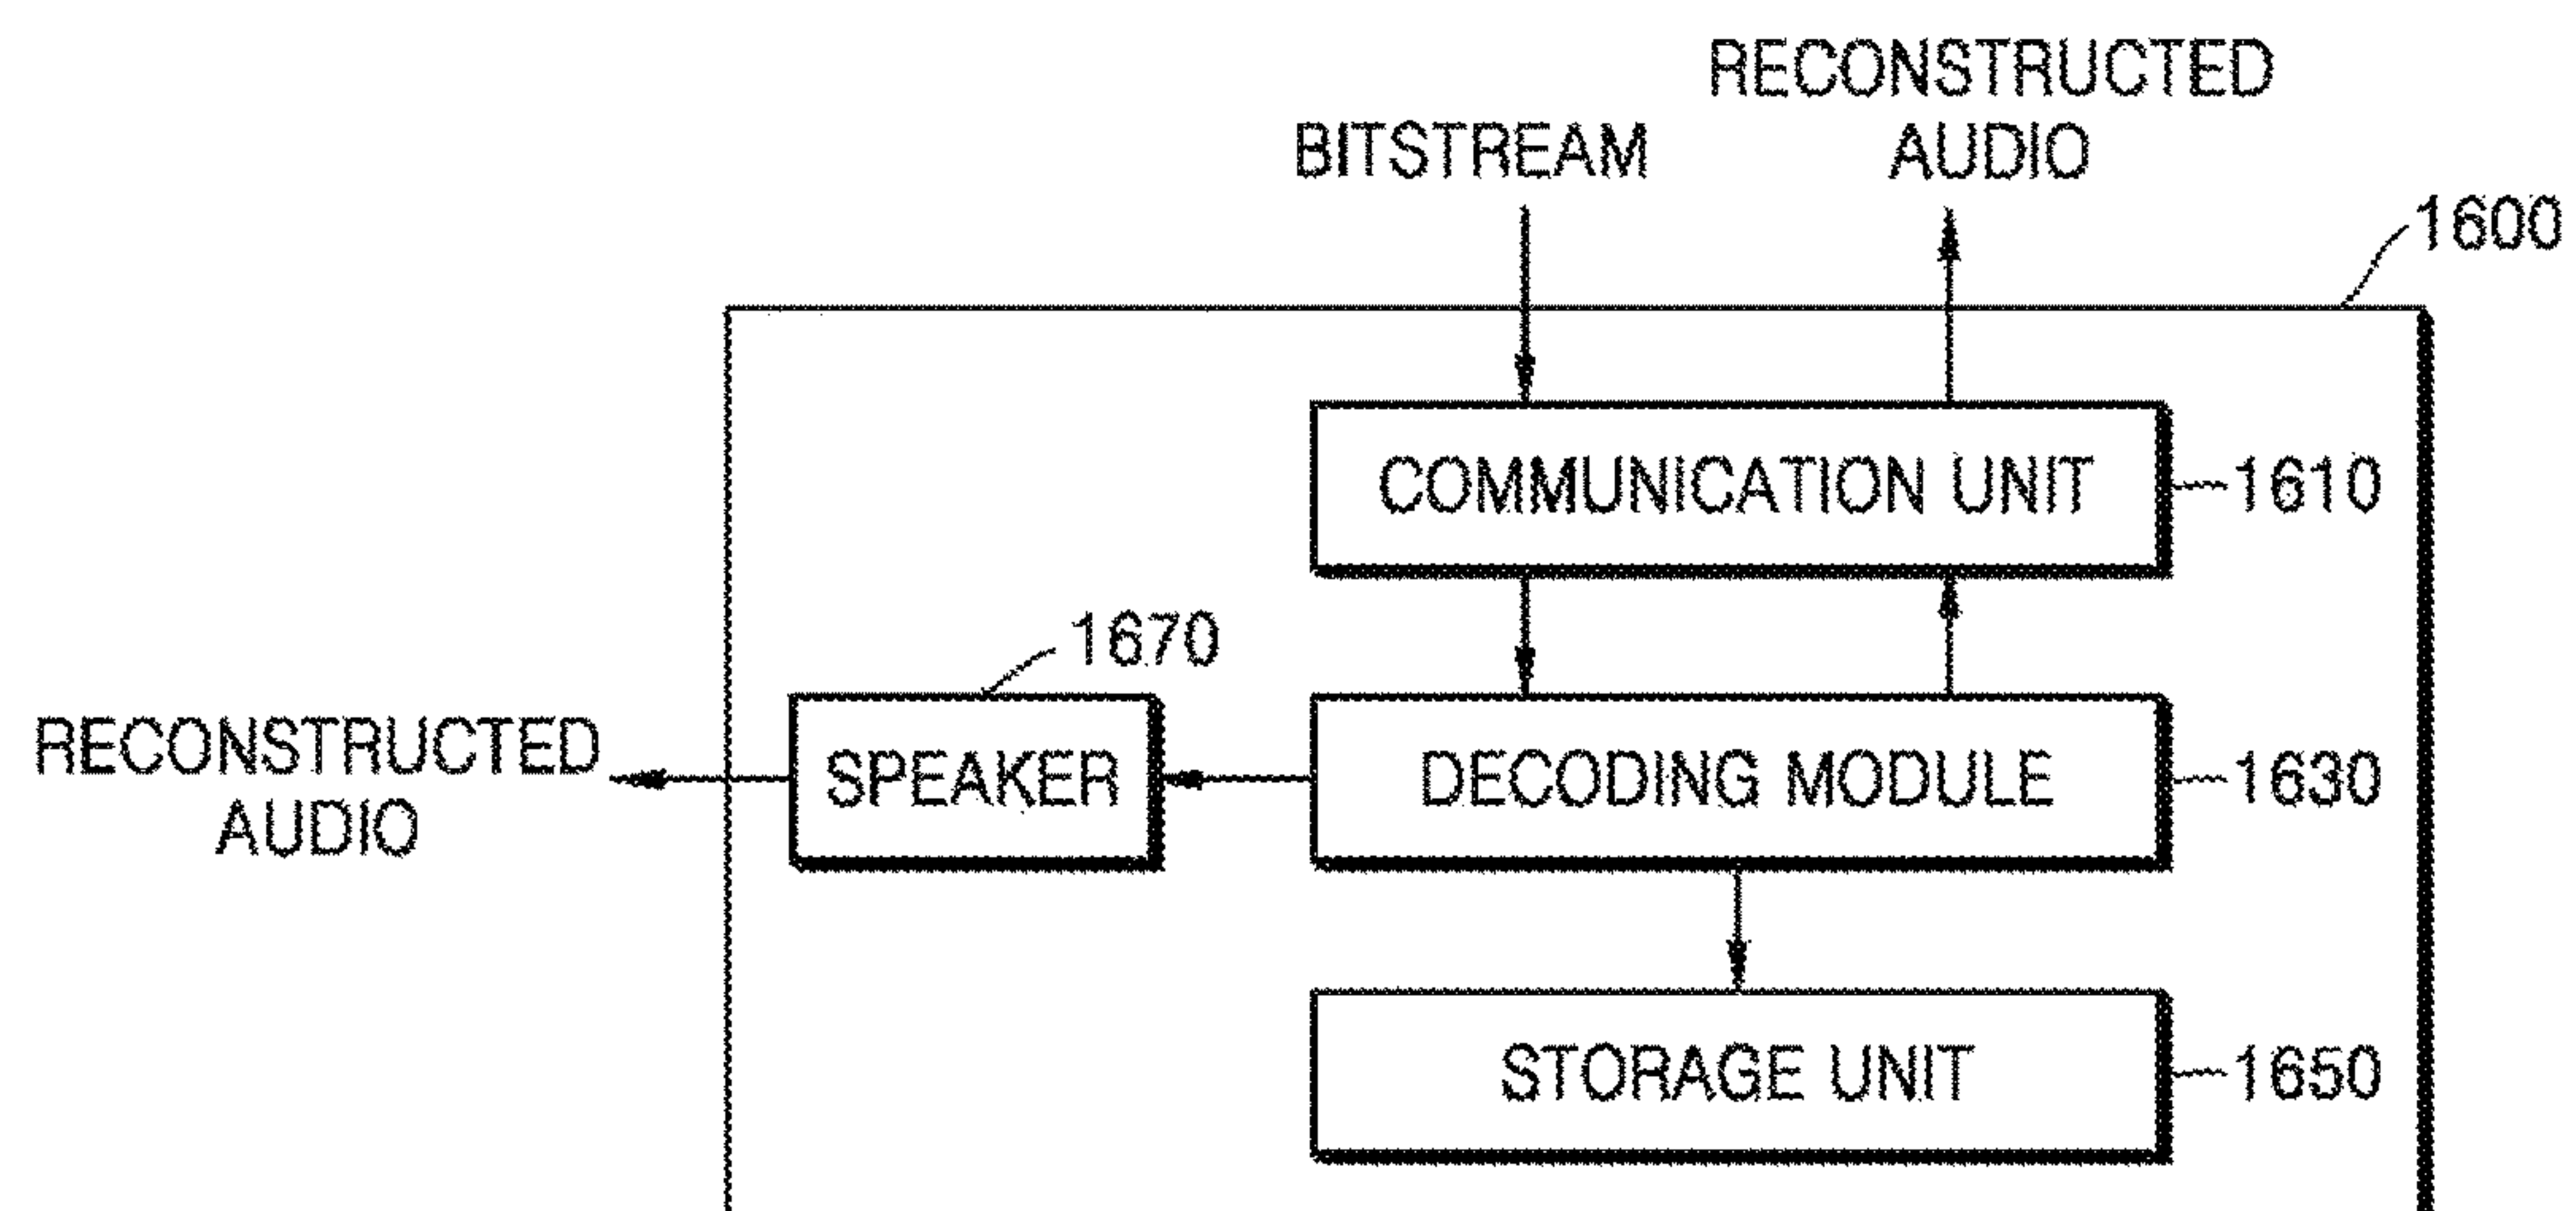 RECONSTRUCTED
AUDIO
BITSTREAM
1600
COMMUNICATION UNIT
1610
1670
RECONSTRUCTED
AUDIO
SPEAKER
DECODING MODULE
1630
STORAGE UNIT
1650